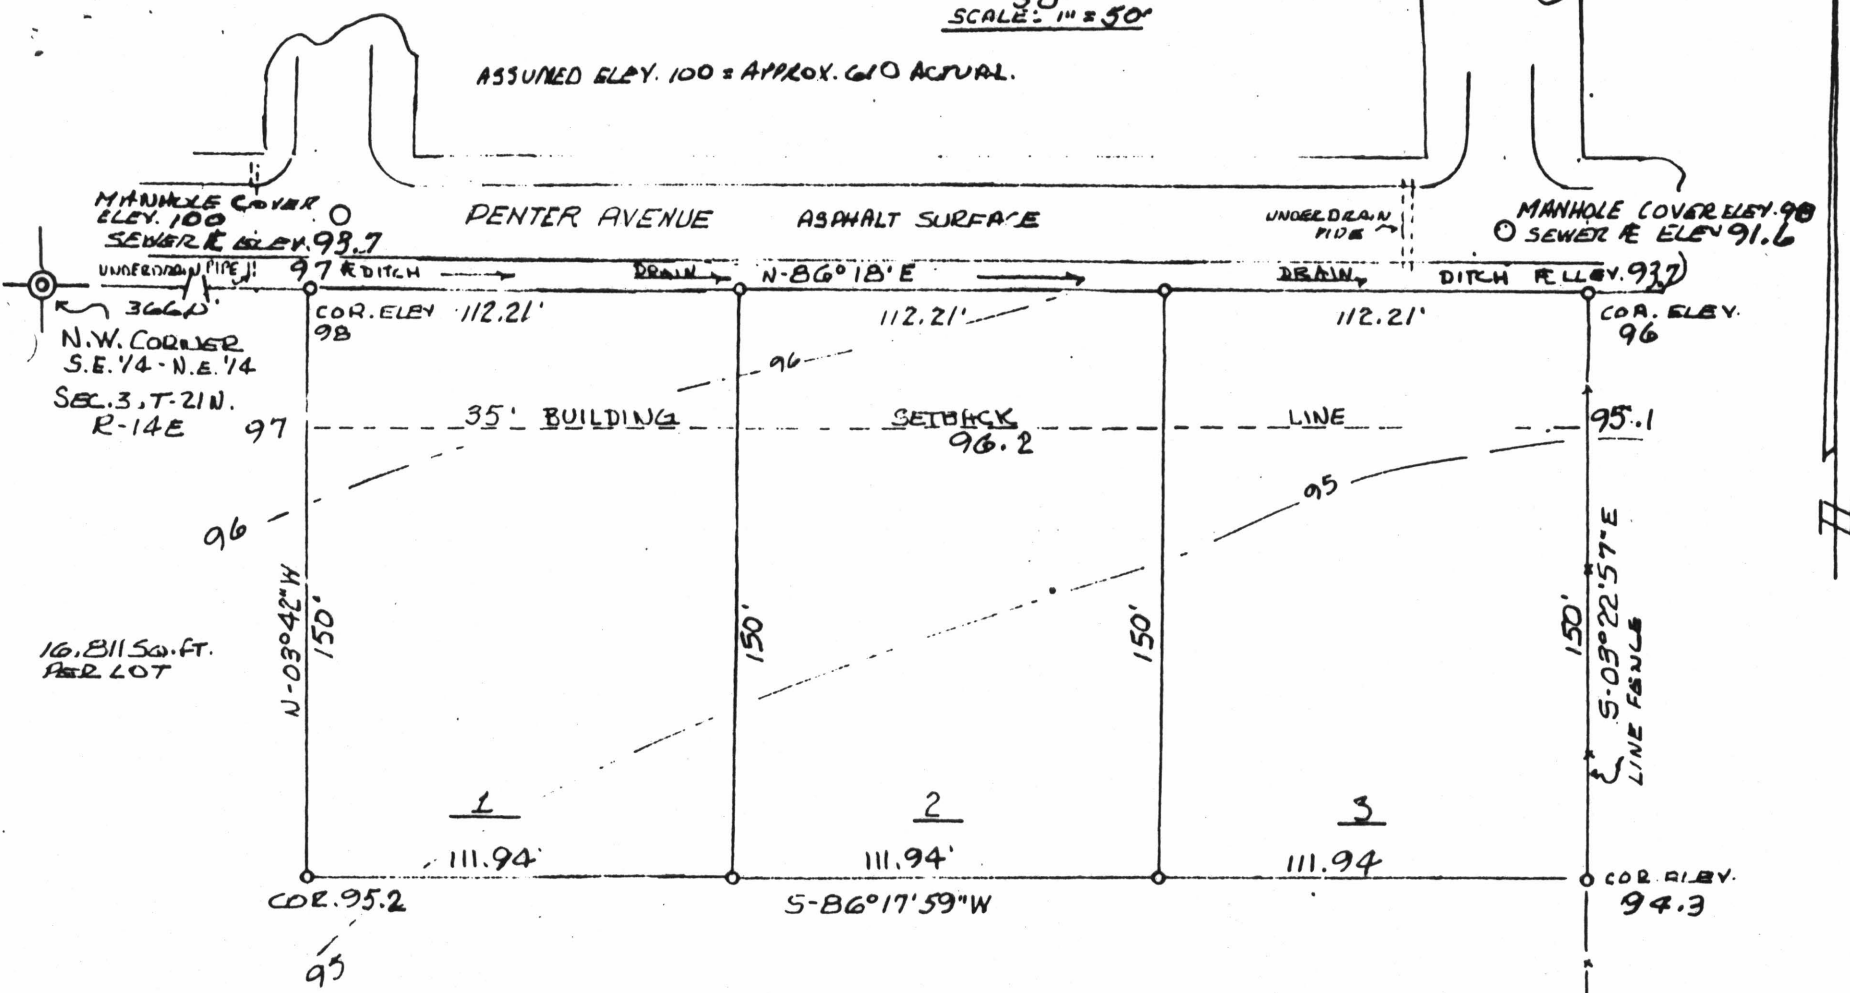 SCALE: 1" = 50'
ASSUMED ELEV. 100 = APPROX. 610 ACTUAL.
MANHOLE COVER
ELEV. 100
SEWER ℄ ELEV. 93.7
PENTER AVENUE
ASPHALT SURFACE
UNDERDRAIN
PIPE
MANHOLE COVER ELEV. 98
SEWER ℄ ELEV 91.6
UNDERDRAIN PIPE
97 ℄ DITCH
DRAIN
N-86°18'E
DRAIN
DITCH ℄ ELEV. 93.7
N.W. CORNER
S.E. 1/4 - N.E. 1/4
SEC. 3, T-21N.
R-14E
COR. ELEV
98
112.21'
112.21'
112.21'
COR. ELEV.
96
96
97
35' BUILDING
SETBACK
LINE
95.1
96.2
96
95
N-03°42"W
150'
150'
150'
150'
S-03°22'57"E
LINE FENCE
16,811 SQ. FT.
PER LOT
1
2
3
111.94'
111.94'
111.94
COR. 95.2
S-86°17'59"W
COR. ELEV.
94.3
95